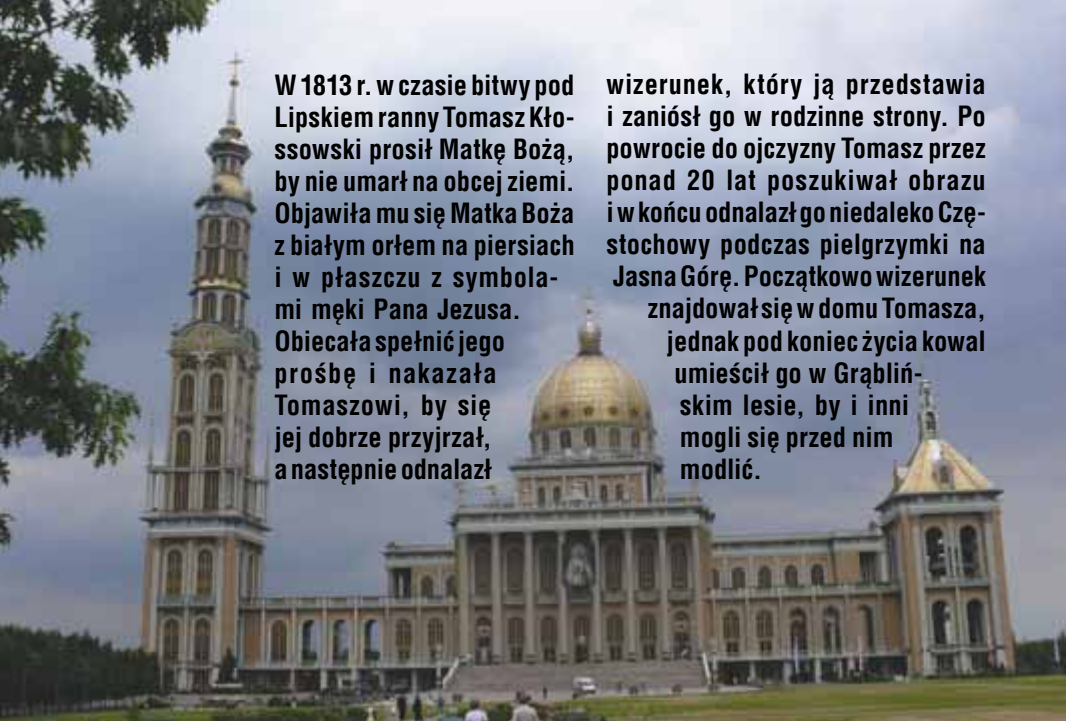 W 1813 r. w czasie bitwy pod
Lipskiem ranny Tomasz Kło-
ssowski prosił Matkę Bożą,
by nie umarł na obcej ziemi.
Objawiła mu się Matka Boża
z białym orłem na piersiach
i w płaszczu z symbola-
mi męki Pana Jezusa.
Obiecała spełnić jego
prośbę i nakazała
Tomaszowi, by się
jej dobrze przyjrzał,
a następnie odnalazł
wizerunek, który ją przedstawia
i zaniósł go w rodzinne strony. Po
powrocie do ojczyzny Tomasz przez
ponad 20 lat poszukiwał obrazu
i w końcu odnalazł go niedaleko Czę-
stochowy podczas pielgrzymki na
Jasna Górę. Początkowo wizerunek
znajdował się w domu Tomasza,
jednak pod koniec życia kowal
umieścił go w Grąbliń-
skim lesie, by i inni
mogli się przed nim
modlić.